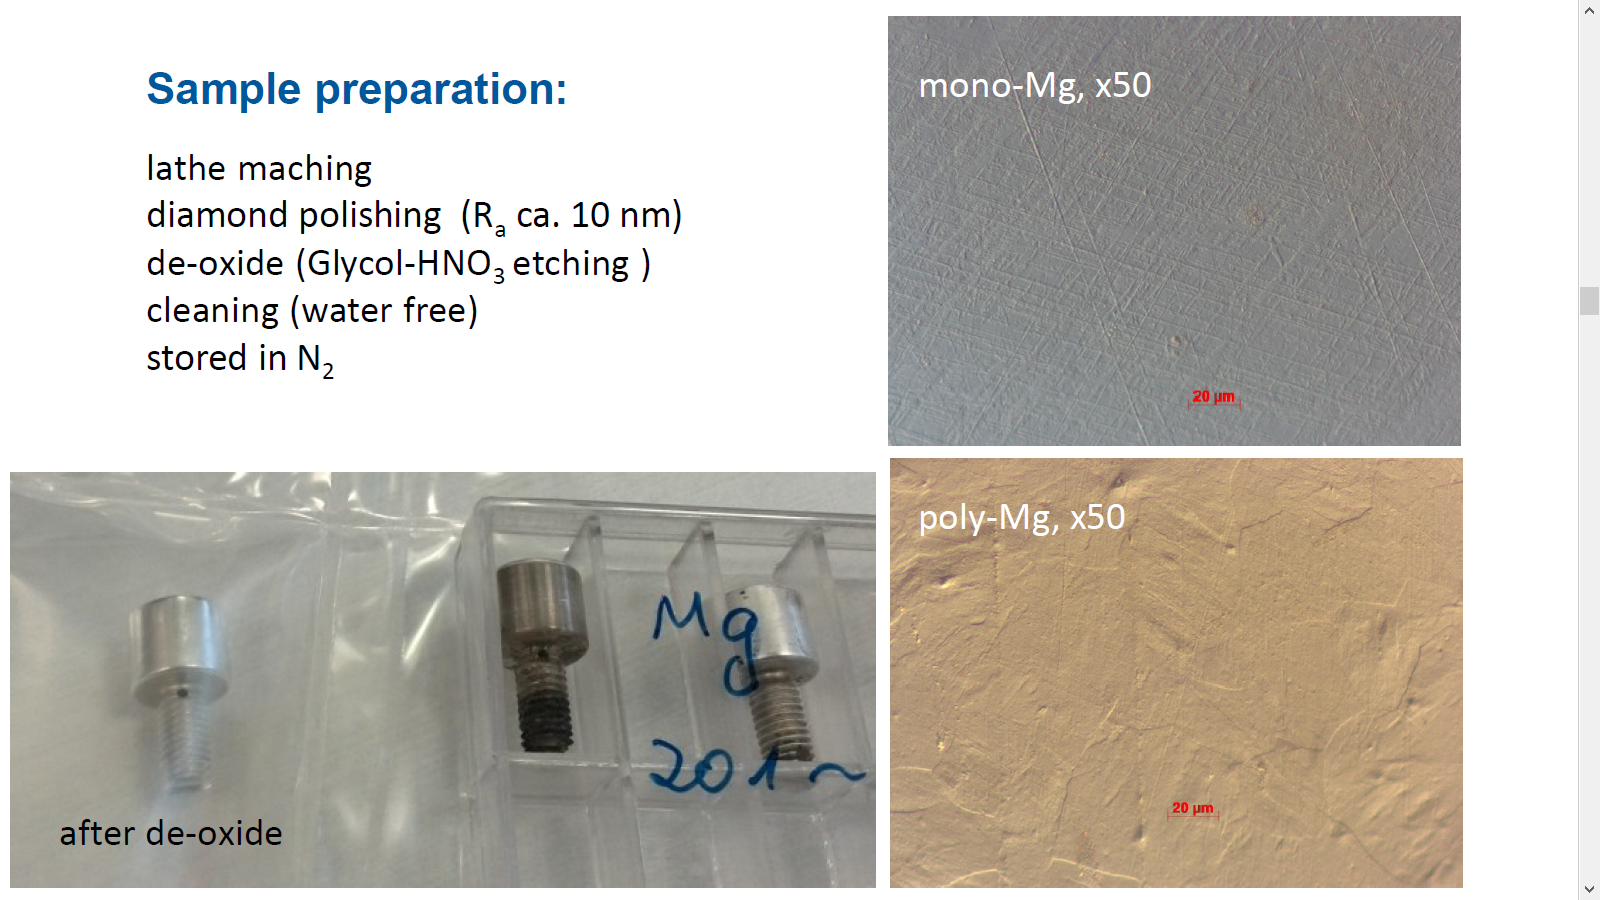 Sample preparation:
lathe maching
diamond polishing (Ra ca. 10 nm)
de-oxide (Glycol-HNO3 etching )
cleaning (water free)
stored in N2
mono-Mg, x50
20 µm
poly-Mg, x50
20 µm
Mg
201~
after de-oxide